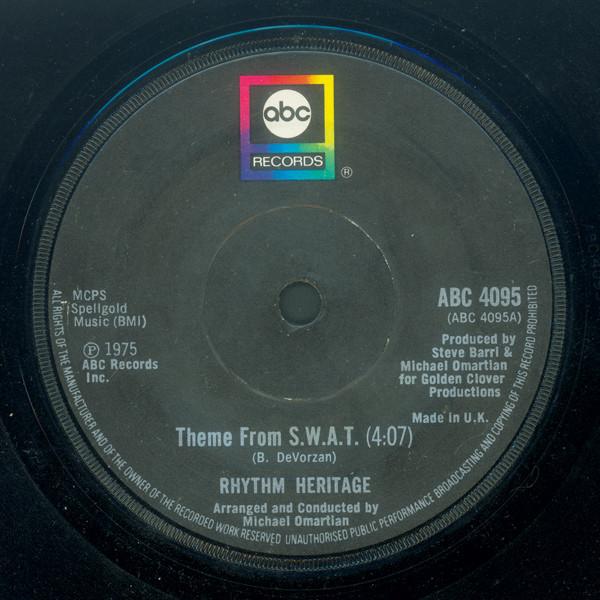 abc
RECORDS
®
MCPS
Spellgold
Music (BMI)
Ⓟ 1975
ABC Records
Inc.
ABC 4095
(ABC 4095A)
Produced by
Steve Barri &
Michael Omartian
for Golden Clover
Productions
Made in U.K.
Theme From S.W.A.T. (4:07)
(B. DeVorzan)
RHYTHM HERITAGE
Arranged and Conducted by
Michael Omartian
ALL RIGHTS OF THE MANUFACTURER AND OF THE OWNER OF THE RECORDED WORK RESERVED UNAUTHORISED PUBLIC PERFORMANCE BROADCASTING AND COPYING OF THIS RECORD PROHIBITED